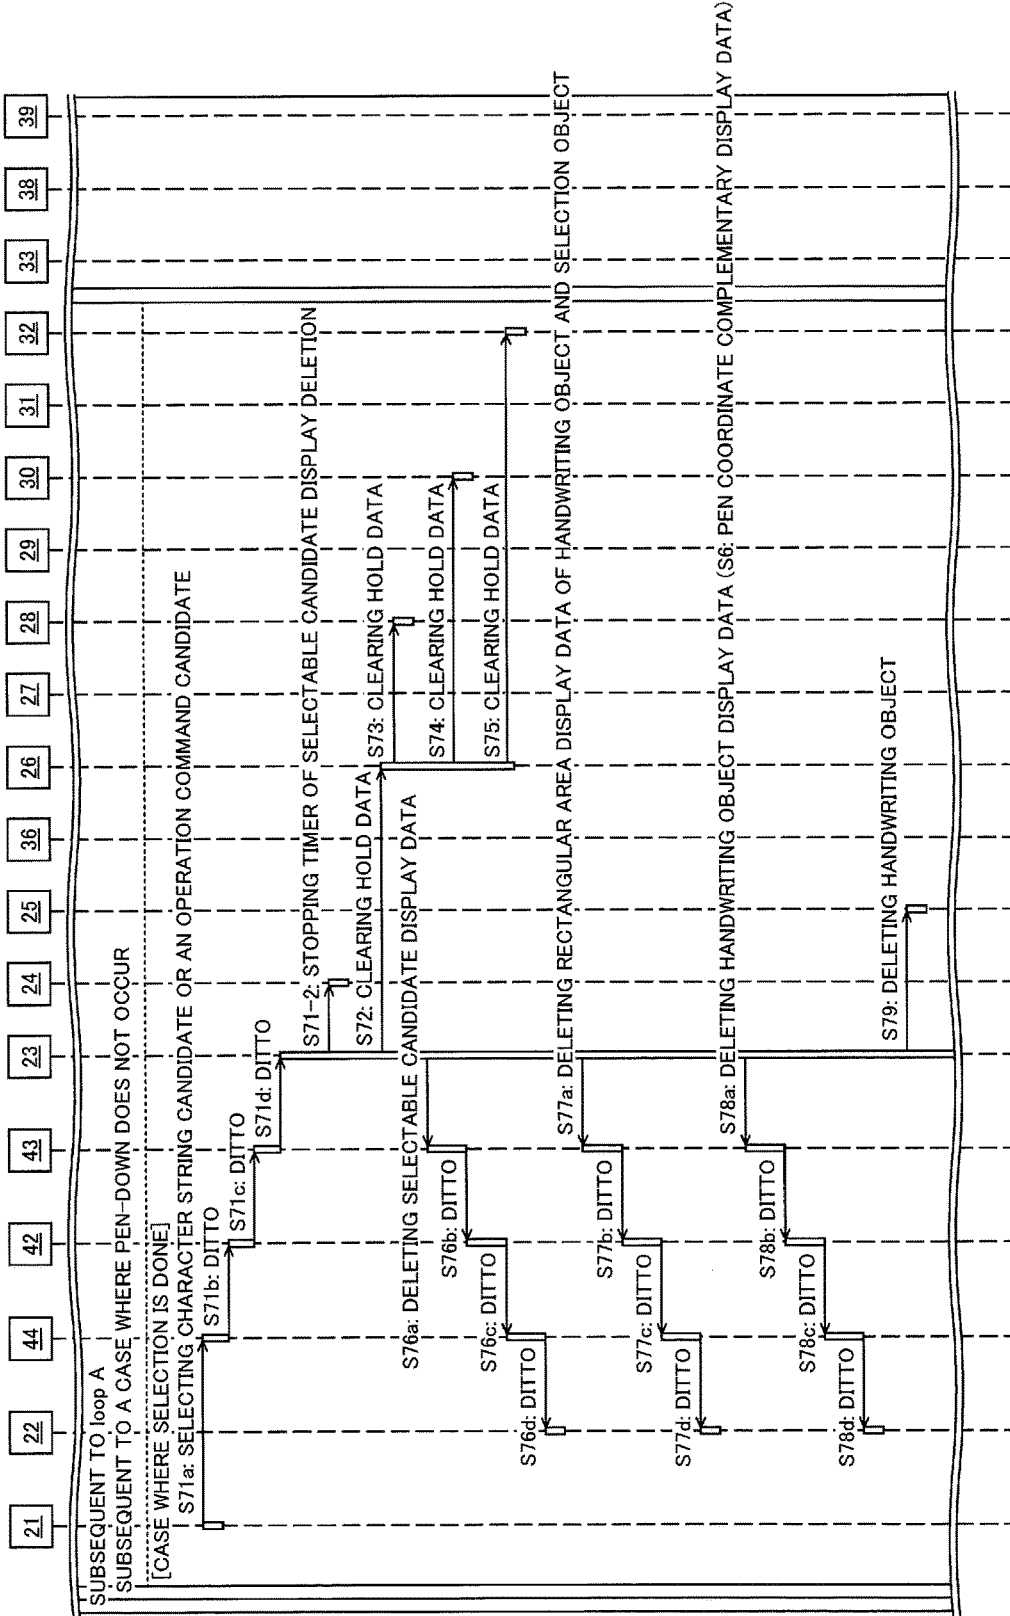 21
22
44
42
43
23
24
25
36
26
27
28
29
30
31
32
33
38
39
SUBSEQUENT TO loop A
SUBSEQUENT TO A CASE WHERE PEN-DOWN DOES NOT OCCUR
[CASE WHERE SELECTION IS DONE]
S71a: SELECTING CHARACTER STRING CANDIDATE OR AN OPERATION COMMAND CANDIDATE
S71b: DITTO
S71c: DITTO
S71d: DITTO
S71-2: STOPPING TIMER OF SELECTABLE CANDIDATE DISPLAY DELETION
S72: CLEARING HOLD DATA
S73: CLEARING HOLD DATA
S74: CLEARING HOLD DATA
S75: CLEARING HOLD DATA
S76a: DELETING SELECTABLE CANDIDATE DISPLAY DATA
S76b: DITTO
S76c: DITTO
S76d: DITTO
S77a: DELETING RECTANGULAR AREA DISPLAY DATA OF HANDWRITING OBJECT AND SELECTION OBJECT
S77b: DITTO
S77c: DITTO
S77d: DITTO
S78a: DELETING HANDWRITING OBJECT DISPLAY DATA (S6: PEN COORDINATE COMPLEMENTARY DISPLAY DATA)
S78b: DITTO
S78c: DITTO
S78d: DITTO
S79: DELETING HANDWRITING OBJECT